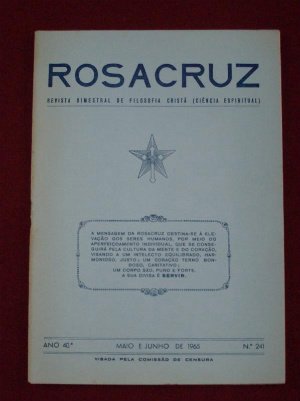 ROSACRUZ
REVISTA BIMESTRAL DE FILOSOFIA CRISTÃ (CIÊNCIA ESPIRITUAL)
A MENSAGEM DA ROSACRUZ DESTINA-SE À ELE-
VAÇÃO DOS SERES HUMANOS, POR MEIO DO
APERFEIÇOAMENTO INDIVIDUAL, QUE SE CONSE-
GUIRÁ PELA CULTURA DA MENTE E DO CORAÇÃO,
VISANDO A UM INTELECTO EQUILIBRADO, HAR-
MONIOSO, JUSTO; UM CORAÇÃO TERNO BON-
DOSO, CARITATIVO;
UM CORPO SÃO, PURO E FORTE.
A SUA DIVISA É SERVIR.
ANO 40.º MAIO E JUNHO DE 1965 N.º 241
VISADA PELA COMISSÃO DE CENSURA